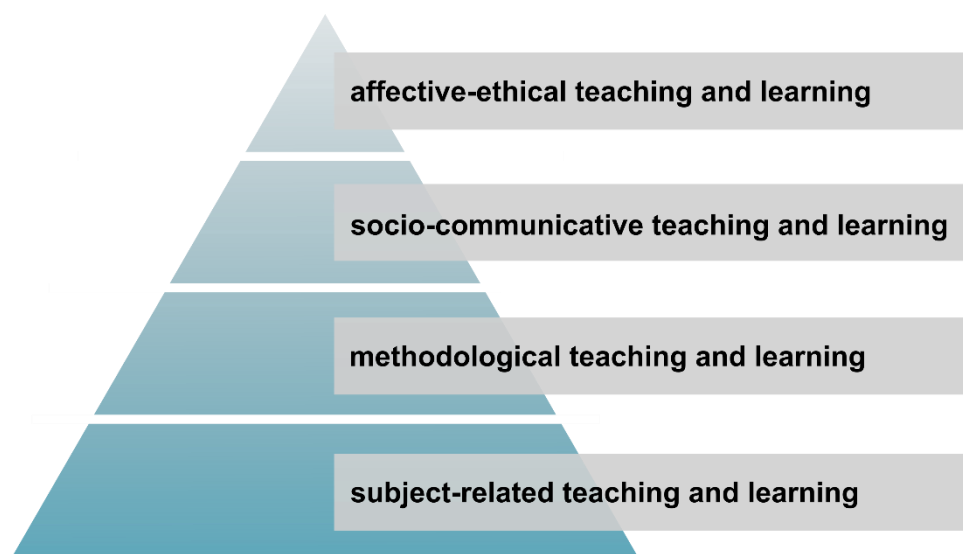 affective-ethical teaching and learning
socio-communicative teaching and learning
methodological teaching and learning
subject-related teaching and learning